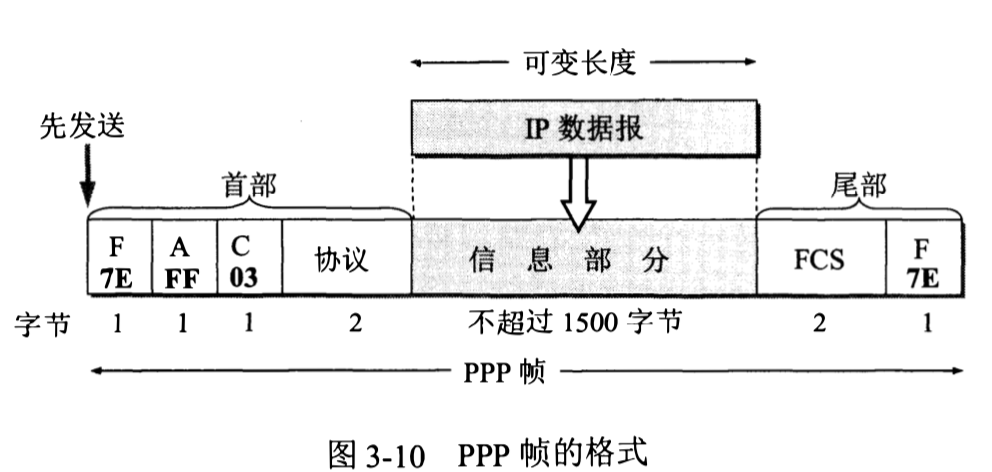 可变长度
先发送
IP 数据报
首部
尾部
F
7E
A
FF
C
03
协议
信息部分
FCS
F
7E
字节 1 1 1 2 不超过 1500 字节 2 1
PPP 帧
图 3-10 PPP 帧的格式